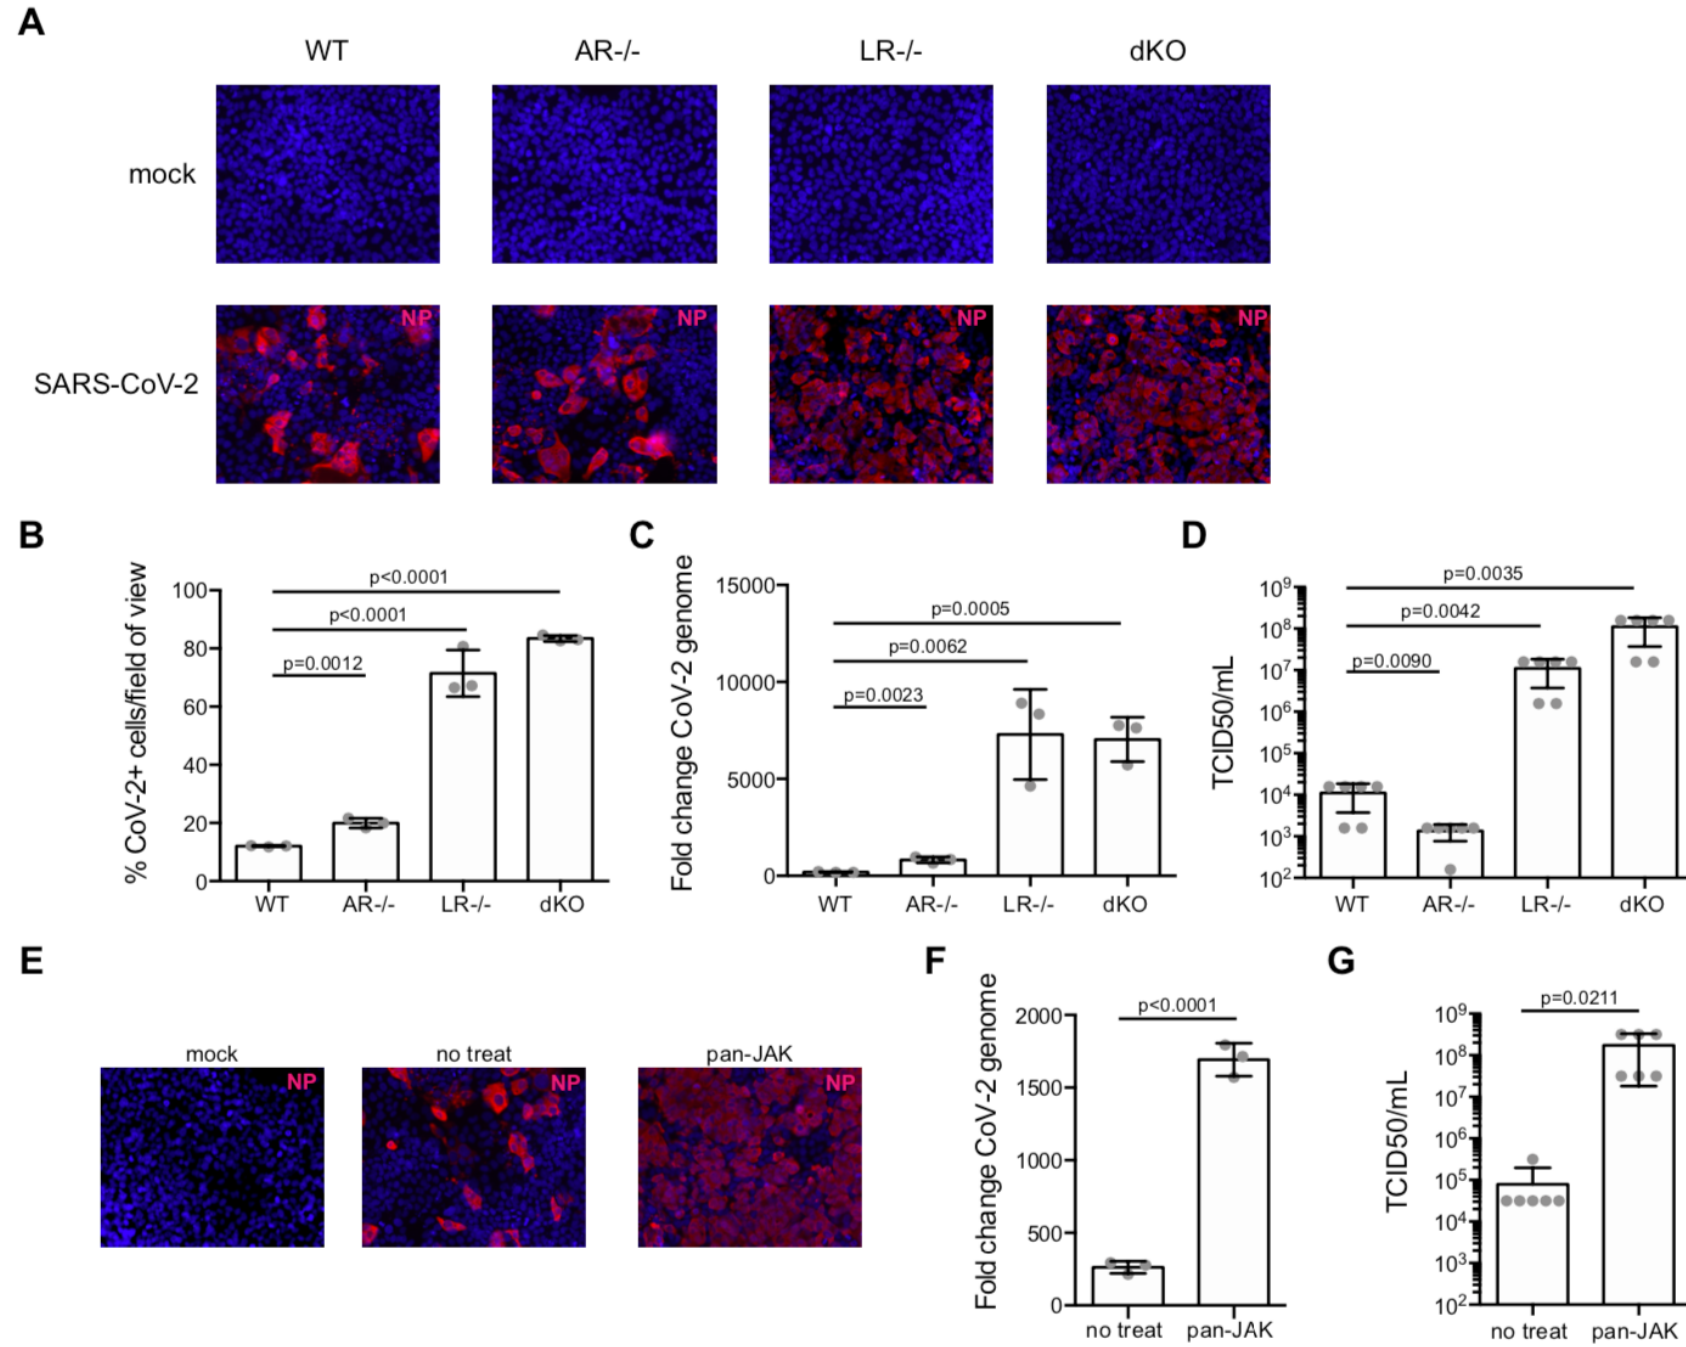 A
WT AR-/- LR-/- dKO
mock
SARS-CoV-2
NP NP NP NP
B
% CoV-2+ cells/field of view
100
80
60
40
20
0
p<0.0001
p<0.0001
p=0.0012
WT AR-/- LR-/- dKO
C
Fold change CoV-2 genome
15000
10000
5000
0
p=0.0005
p=0.0062
p=0.0023
WT AR-/- LR-/- dKO
D
TCID50/mL
10⁹
10⁸
10⁷
10⁶
10⁵
10⁴
10³
10²
p=0.0035
p=0.0042
p=0.0090
WT AR-/- LR-/- dKO
E
mock no treat pan-JAK
NP NP NP
F
Fold change CoV-2 genome
2000
1500
1000
500
0
p<0.0001
no treat pan-JAK
G
TCID50/mL
10⁹
10⁸
10⁷
10⁶
10⁵
10⁴
10³
10²
p=0.0211
no treat pan-JAK